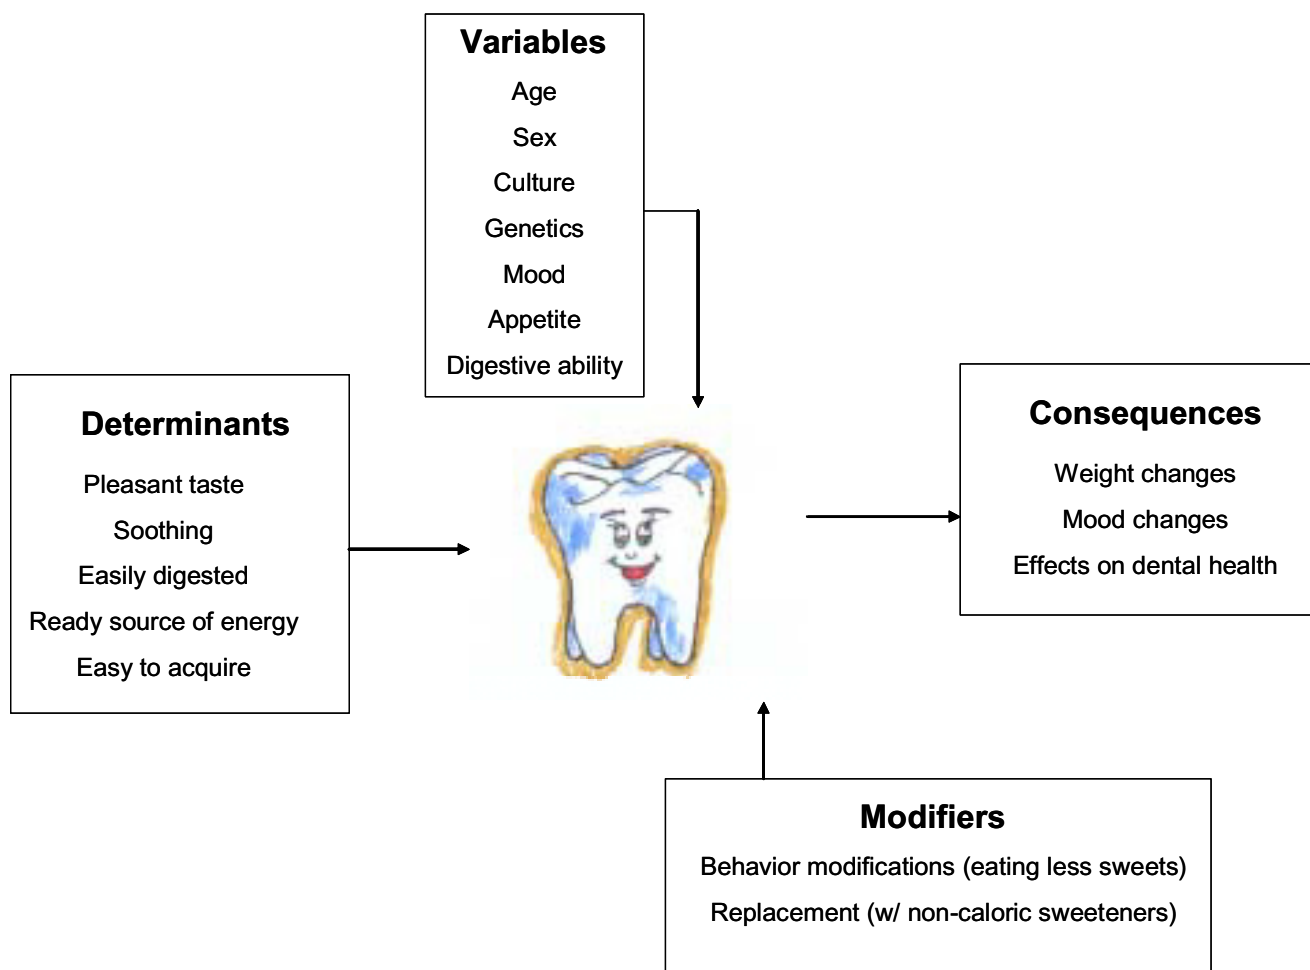 Variables
Age
Sex
Culture
Genetics
Mood
Appetite
Digestive ability
Determinants
Pleasant taste
Soothing
Easily digested
Ready source of energy
Easy to acquire
Consequences
Weight changes
Mood changes
Effects on dental health
Modifiers
Behavior modifications (eating less sweets)
Replacement (w/ non-caloric sweeteners)